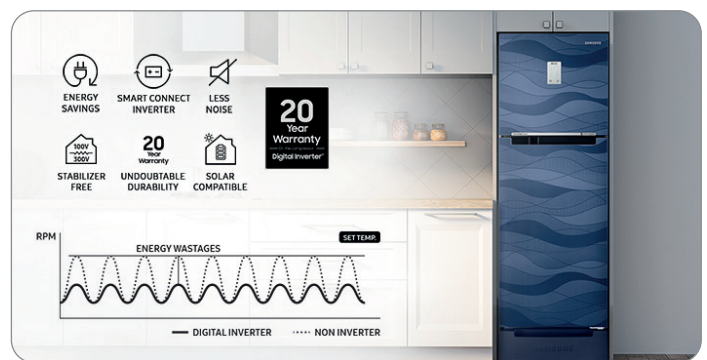 ENERGY
SAVINGS
SMART CONNECT
INVERTER
LESS
NOISE
100V
300V
STABILIZER
FREE
20
Year
Warranty
UNDOUBTABLE
DURABILITY
SOLAR
COMPATIBLE
20
Year
Warranty
Digital Inverter
SAMSUNG
RPM
ENERGY WASTAGES
SET TEMP.
DIGITAL INVERTER
NON INVERTER